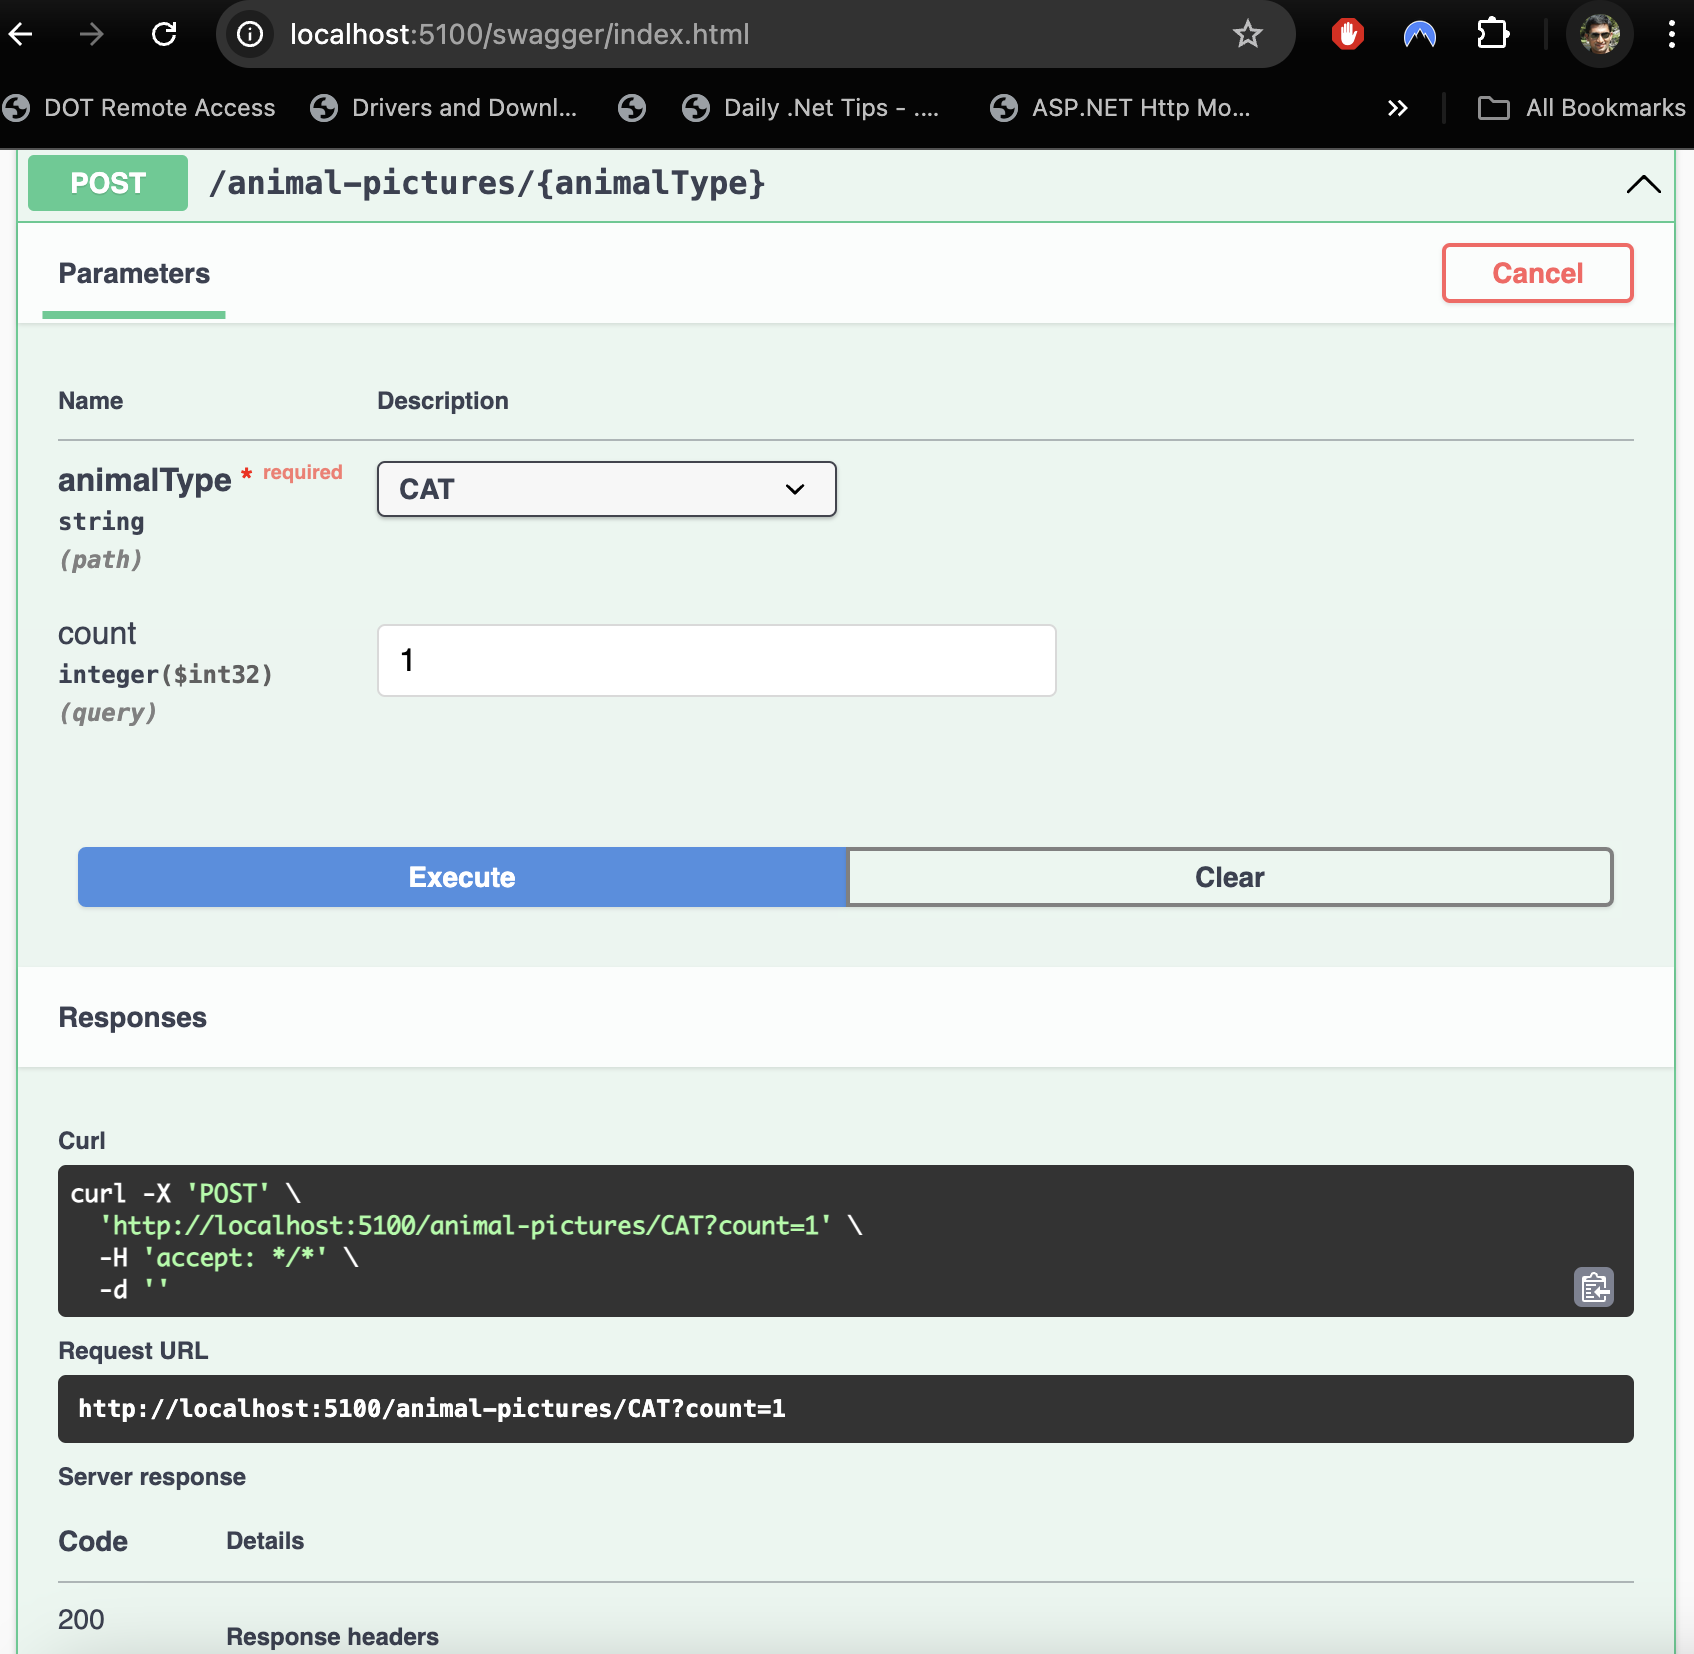 localhost:5100/swagger/index.html
DOT Remote Access
Drivers and Downl...
Daily .Net Tips - ....
ASP.NET Http Mo...
All Bookmarks
POST /animal-pictures/{animalType}
Parameters
Cancel
Name Description
animalType * required
CAT
string
(path)
count
1
integer($int32)
(query)
Execute
Clear
Responses
Curl
curl -X 'POST' \
'http://localhost:5100/animal-pictures/CAT?count=1' \
-H 'accept: */*' \
-d ''
Request URL
http://localhost:5100/animal-pictures/CAT?count=1
Server response
Code Details
200
Response headers